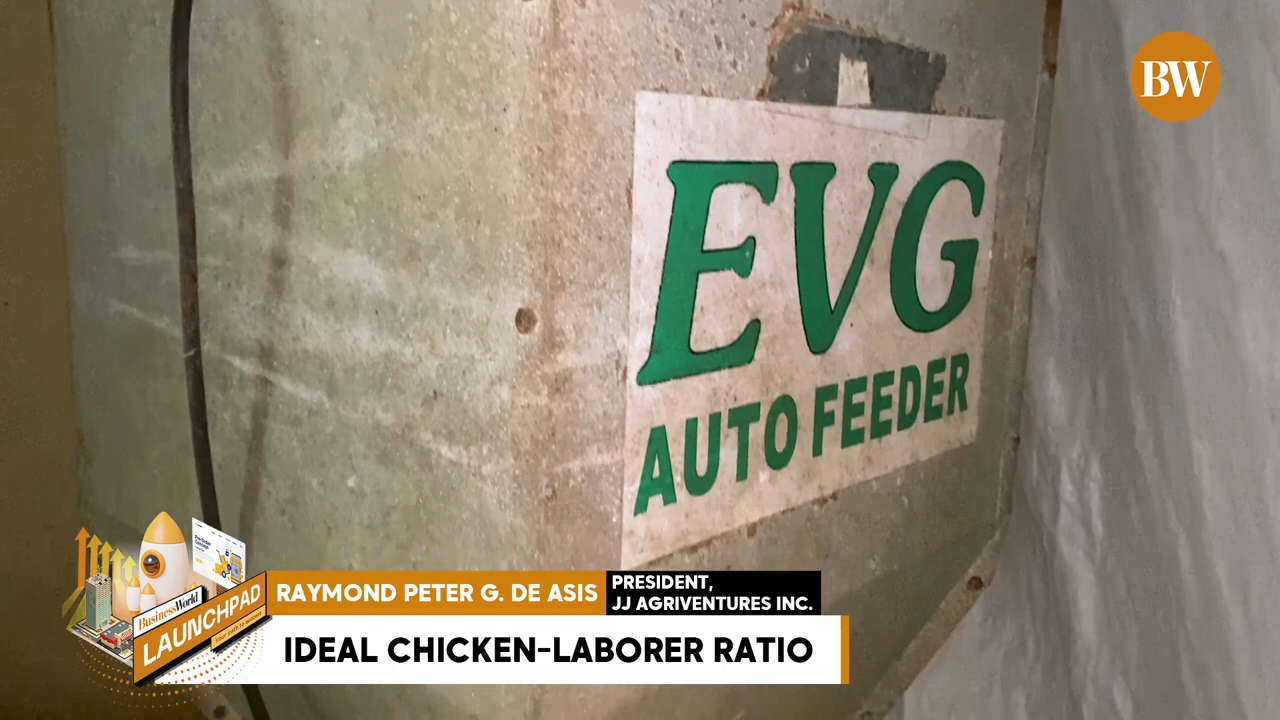 BW
EVG
AUTO FEEDER
BusinessWorld
LAUNCHPAD
Your path to success
RAYMOND PETER G. DE ASIS
PRESIDENT,
JJ AGRIVENTURES INC.
IDEAL CHICKEN-LABORER RATIO